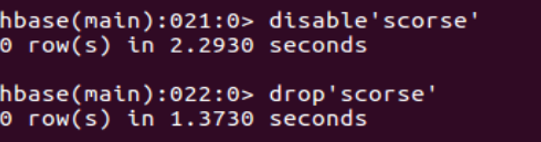 hbase(main):021:0> disable'scorse'
0 row(s) in 2.2930 seconds
hbase(main):022:0> drop'scorse'
0 row(s) in 1.3730 seconds